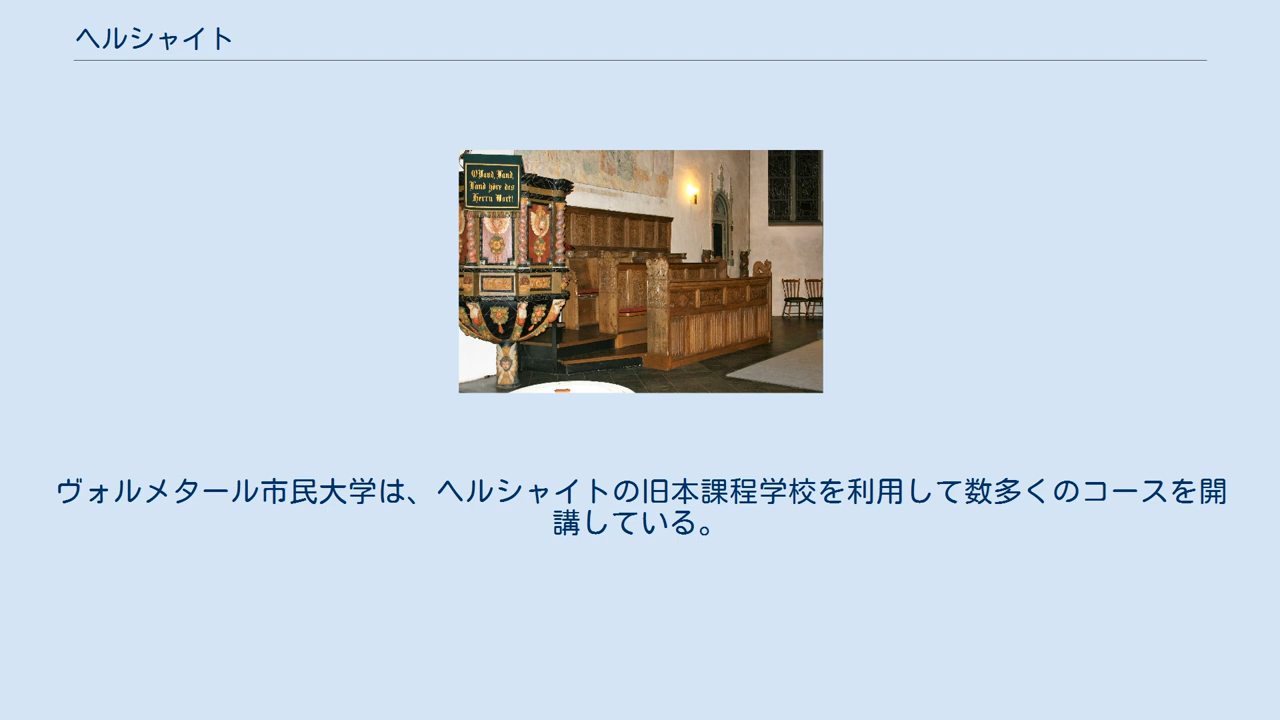 ヘルシャイト
O Land, Land,
Land höre des
Herrn Wort!
ヴォルメタール市民大学は、ヘルシャイトの旧本課程学校を利用して数多くのコースを開
講している。